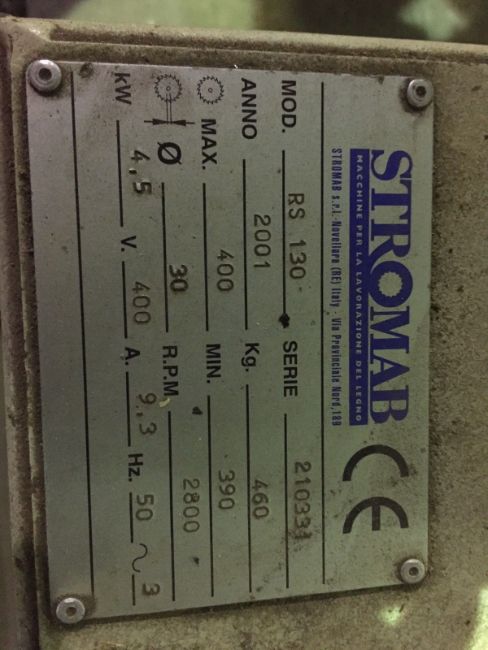 STROMAB
MACCHINE PER LA LAVORAZIONE DEL LEGNO
STROMAB s.r.l.-Novellara (RE) Italy - Via Provinciale Nord, 189
CE
MOD. RS 130 SERIE 210331
ANNO 2001 Kg. 460
MAX. 400 MIN. 390
Ø 30 R.P.M. 2800
kW 4,5 V. 400 A. 9,3 Hz. 50 ~ 3